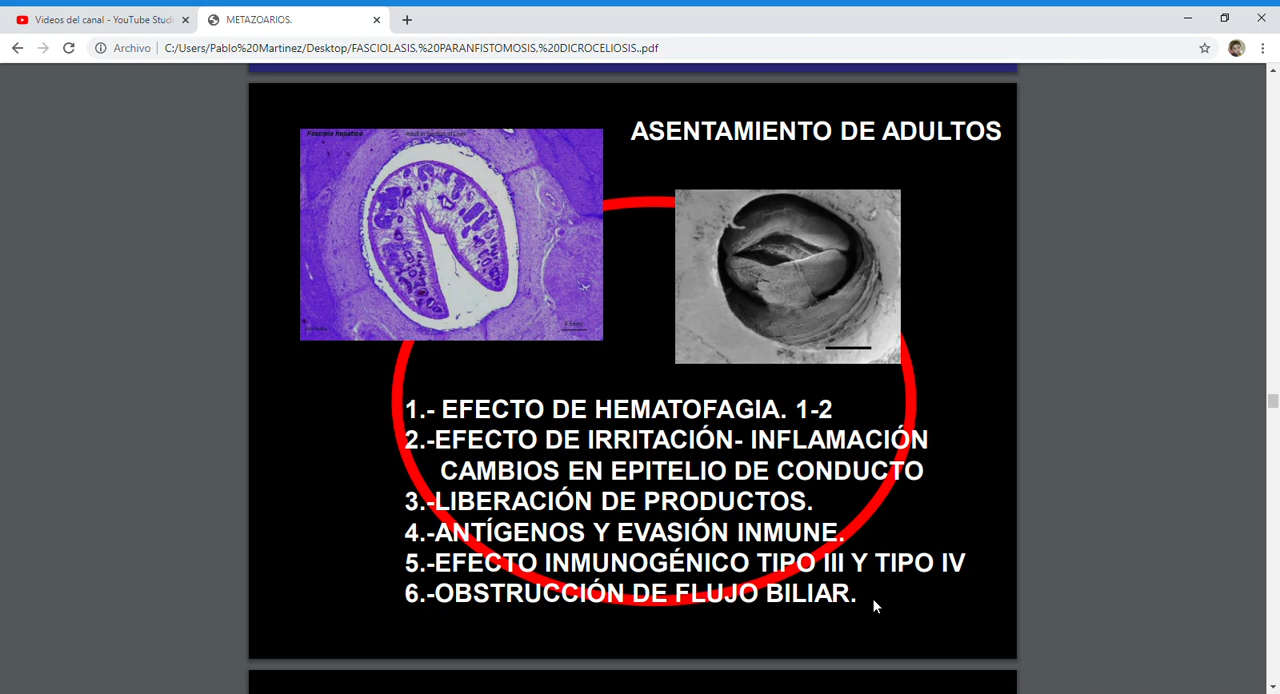 Videos del canal - YouTube Studi
METAZOARIOS.
Archivo
C:/Users/Pablo%20Martinez/Desktop/FASCIOLASIS,%20PARANFISTOMOSIS,%20DICROCELIOSIS..pdf
ASENTAMIENTO DE ADULTOS
Fasciola hepatica
1.- EFECTO DE HEMATOFAGIA. 1-2
2.-EFECTO DE IRRITACIÓN- INFLAMACIÓN
CAMBIOS EN EPITELIO DE CONDUCTO
3.-LIBERACIÓN DE PRODUCTOS.
4.-ANTÍGENOS Y EVASIÓN INMUNE.
5.-EFECTO INMUNOGÉNICO TIPO III Y TIPO IV
6.-OBSTRUCCIÓN DE FLUJO BILIAR.